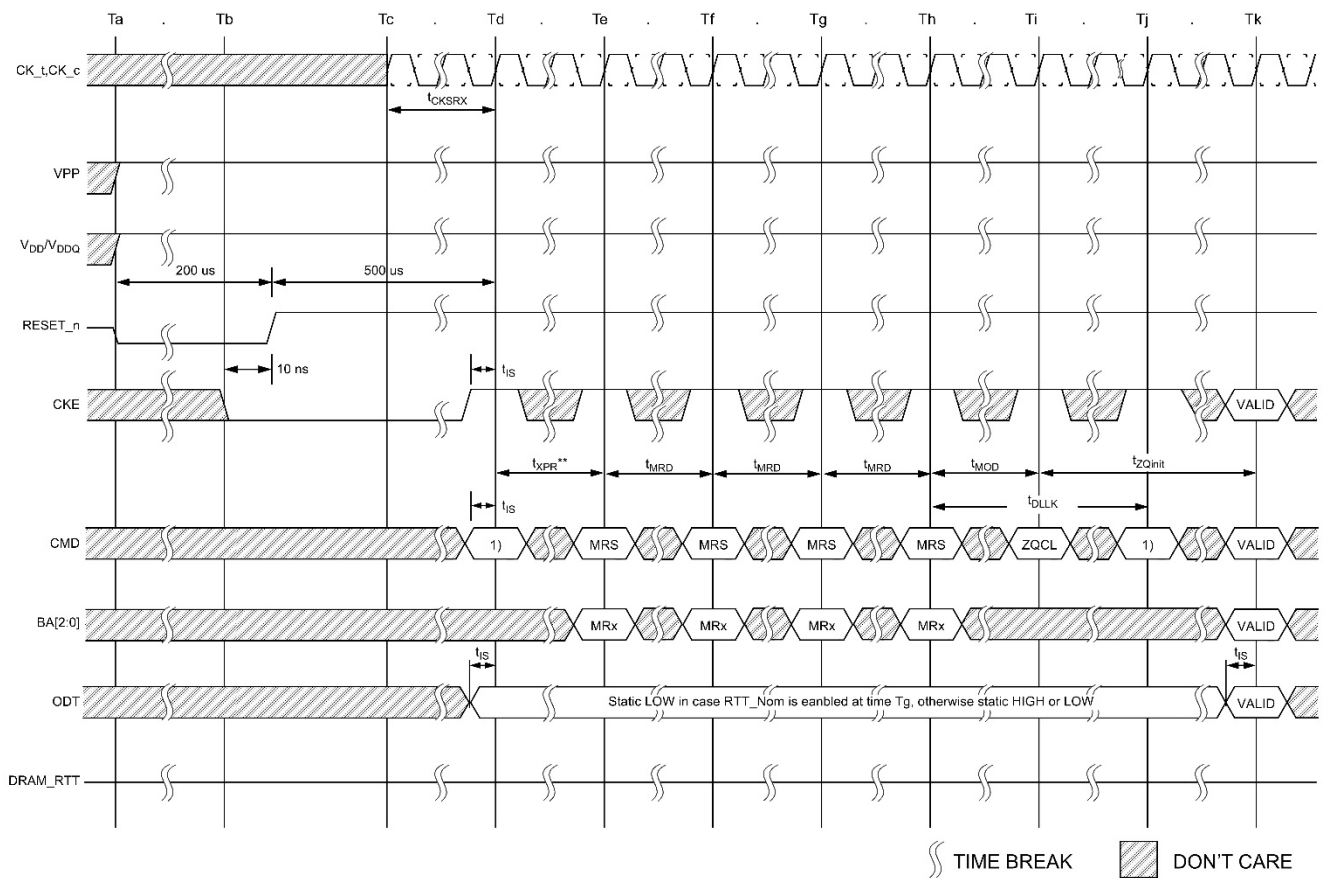 Ta . Tb Tc . Td . Te . Tf . Tg . Th . Ti . Tj . Tk
CK_t,CK_c
tCKSRX
VPP
VDD/VDDQ
200 us 500 us
RESET_n
10 ns tIS
CKE VALID
tXPR** tMRD tMRD tMRD tMOD tZQinit
tIS tDLLK
CMD 1) MRS MRS MRS MRS ZQCL 1) VALID
BA[2:0] MRx MRx MRx MRx VALID
tIS tIS
ODT Static LOW in case RTT_Nom is eanbled at time Tg, otherwise static HIGH or LOW VALID
DRAM_RTT
TIME BREAK DON'T CARE